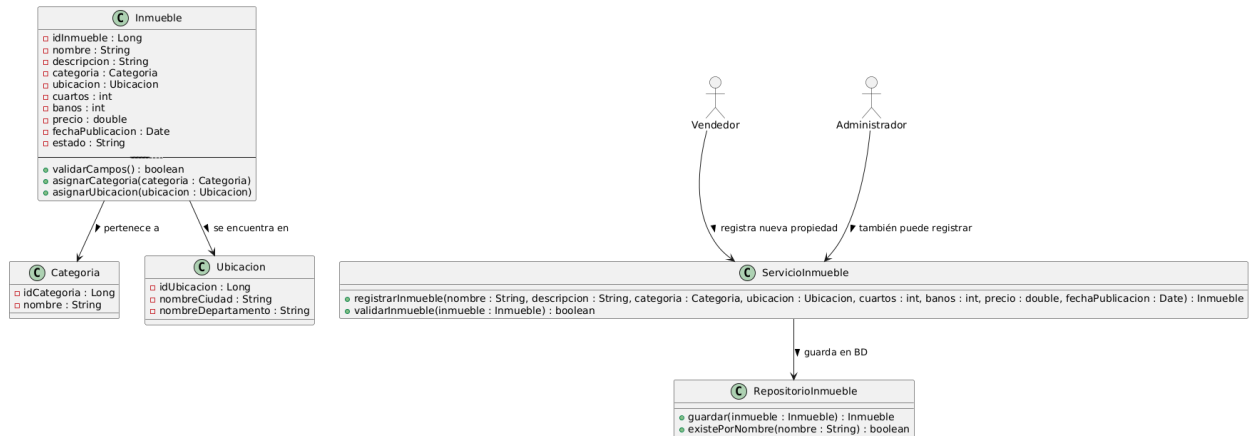 C Inmueble
idInmueble : Long
nombre : String
descripcion : String
categoria : Categoria
ubicacion : Ubicacion
cuartos : int
banos : int
precio : double
fechaPublicacion : Date
estado : String
validarCampos() : boolean
asignarCategoria(categoria : Categoria)
asignarUbicacion(ubicacion : Ubicacion)
Vendedor
Administrador
pertenece a
se encuentra en
registra nueva propiedad
también puede registrar
C Categoria
idCategoria : Long
nombre : String
C Ubicacion
idUbicacion : Long
nombreCiudad : String
nombreDepartamento : String
C ServicioInmueble
registrarInmueble(nombre : String, descripcion : String, categoria : Categoria, ubicacion : Ubicacion, cuartos : int, banos : int, precio : double, fechaPublicacion : Date) : Inmueble
validarInmueble(inmueble : Inmueble) : boolean
guarda en BD
C RepositorioInmueble
guardar(inmueble : Inmueble) : Inmueble
existePorNombre(nombre : String) : boolean